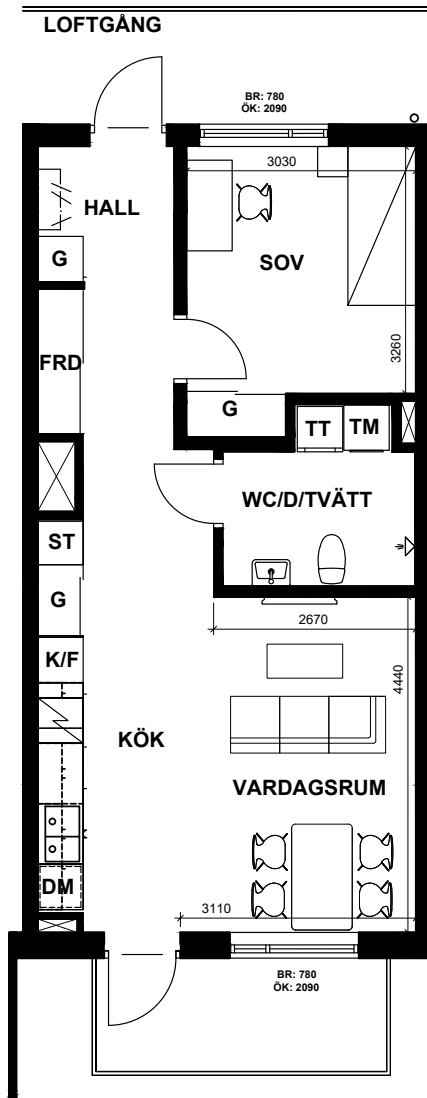 LOFTGÅNG
BR: 780
ÖK: 2090
3030
HALL
SOV
G
3260
FRD
G
TT
TM
WC/D/TVÄTT
ST
G
2670
K/F
4440
KÖK
VARDAGSRUM
DM
3110
BR: 780
ÖK: 2090